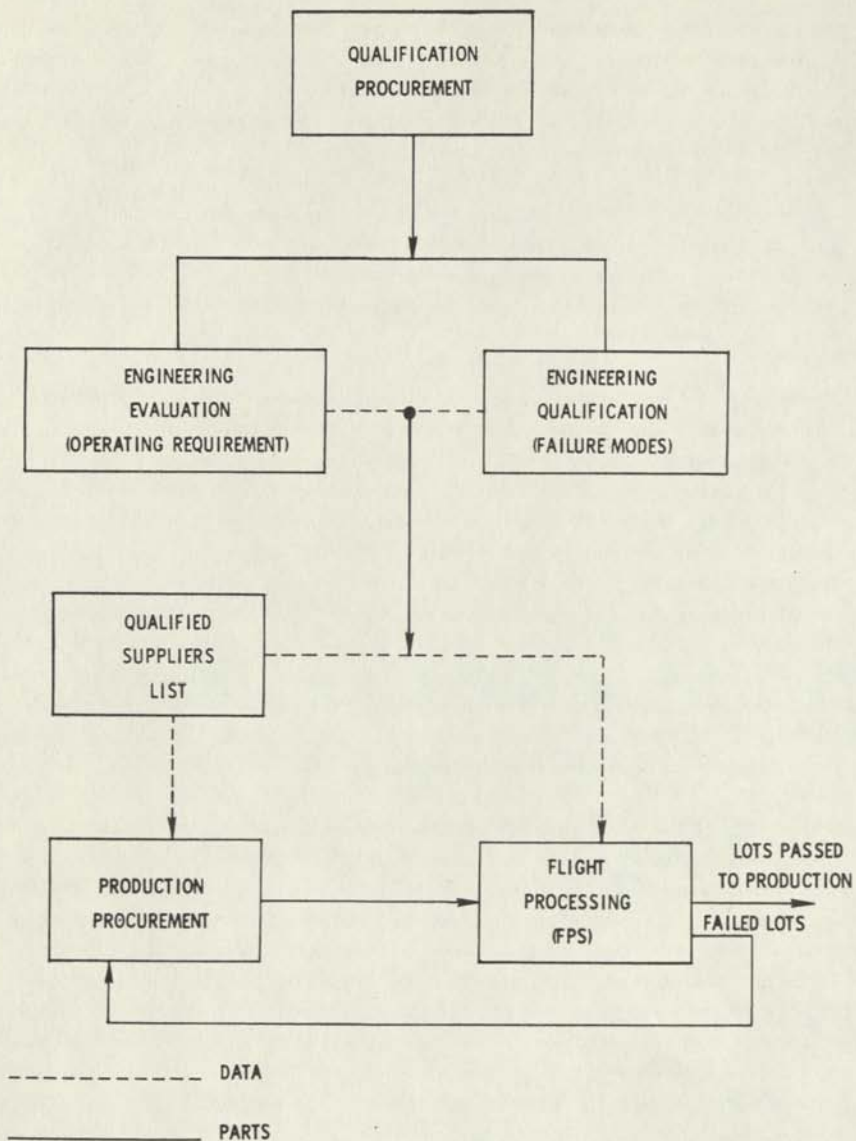 QUALIFICATION
PROCUREMENT
ENGINEERING
EVALUATION
(OPERATING REQUIREMENT)
ENGINEERING
QUALIFICATION
(FAILURE MODES)
QUALIFIED
SUPPLIERS
LIST
PRODUCTION
PROCUREMENT
FLIGHT
PROCESSING
(FPS)
LOTS PASSED
TO PRODUCTION
FAILED LOTS
DATA
PARTS